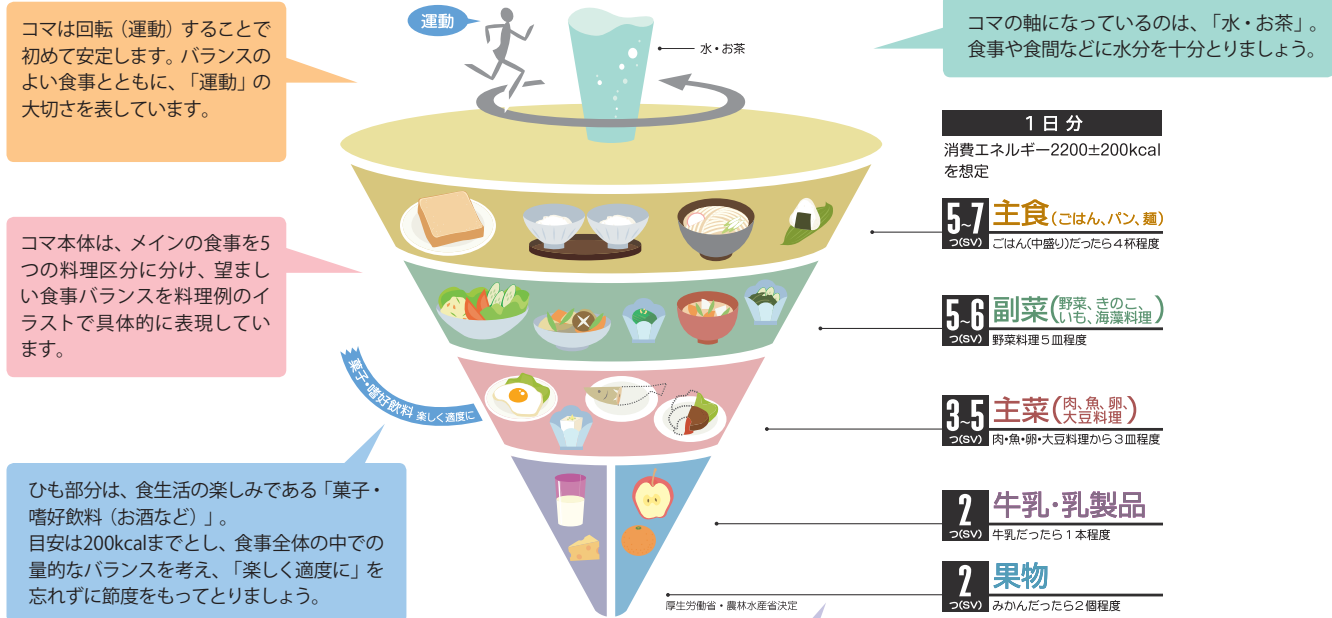 コマは回転（運動）することで
初めて安定します。バランスの
よい食事とともに、「運動」の
大切さを表しています。
運動
水・お茶
コマの軸になっているのは、「水・お茶」。
食事や食間などに水分を十分とりましょう。
コマ本体は、メインの食事を5
つの料理区分に分け、望まし
い食事バランスを料理例のイ
ラストで具体的に表現してい
ます。
菓子・嗜好飲料 楽しく適度に
ひも部分は、食生活の楽しみである「菓子・
嗜好飲料（お酒など）」。
目安は200kcalまでとし、食事全体の中での
量的なバランスを考え、「楽しく適度に」を
忘れずに節度をもってとりましょう。
1日分
消費エネルギー2200±200kcal
を想定
5~7
つ(SV)
主食(ごはん、パン、麺)
ごはん(中盛り)だったら4杯程度
5~6
つ(SV)
副菜(野菜、きのこ、
いも、海藻料理)
野菜料理5皿程度
3~5
つ(SV)
主菜(肉、魚、卵、
大豆料理)
肉・魚・卵・大豆料理から3皿程度
2
つ(SV)
牛乳・乳製品
牛乳だったら1本程度
2
つ(SV)
果物
みかんだったら2個程度
厚生労働省・農林水産省決定